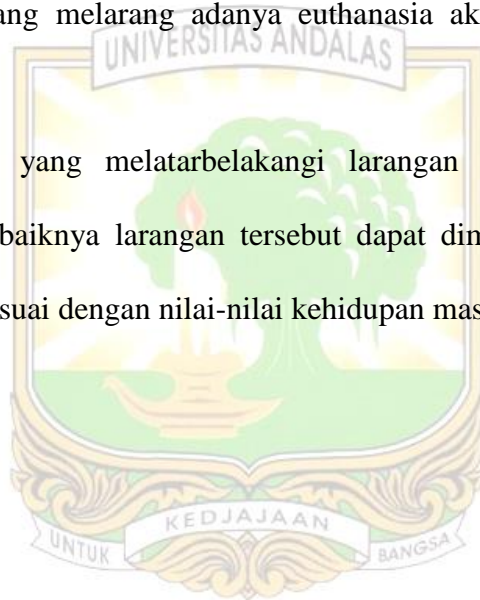 ang melarang adanya euthanasia ak
UNIVERSITAS ANDALAS
yang melatarbelakangi larangan
baiknya larangan tersebut dapat dim
suai dengan nilai-nilai kehidupan mas
KEDJAJAAN
UNTUK BANGSA